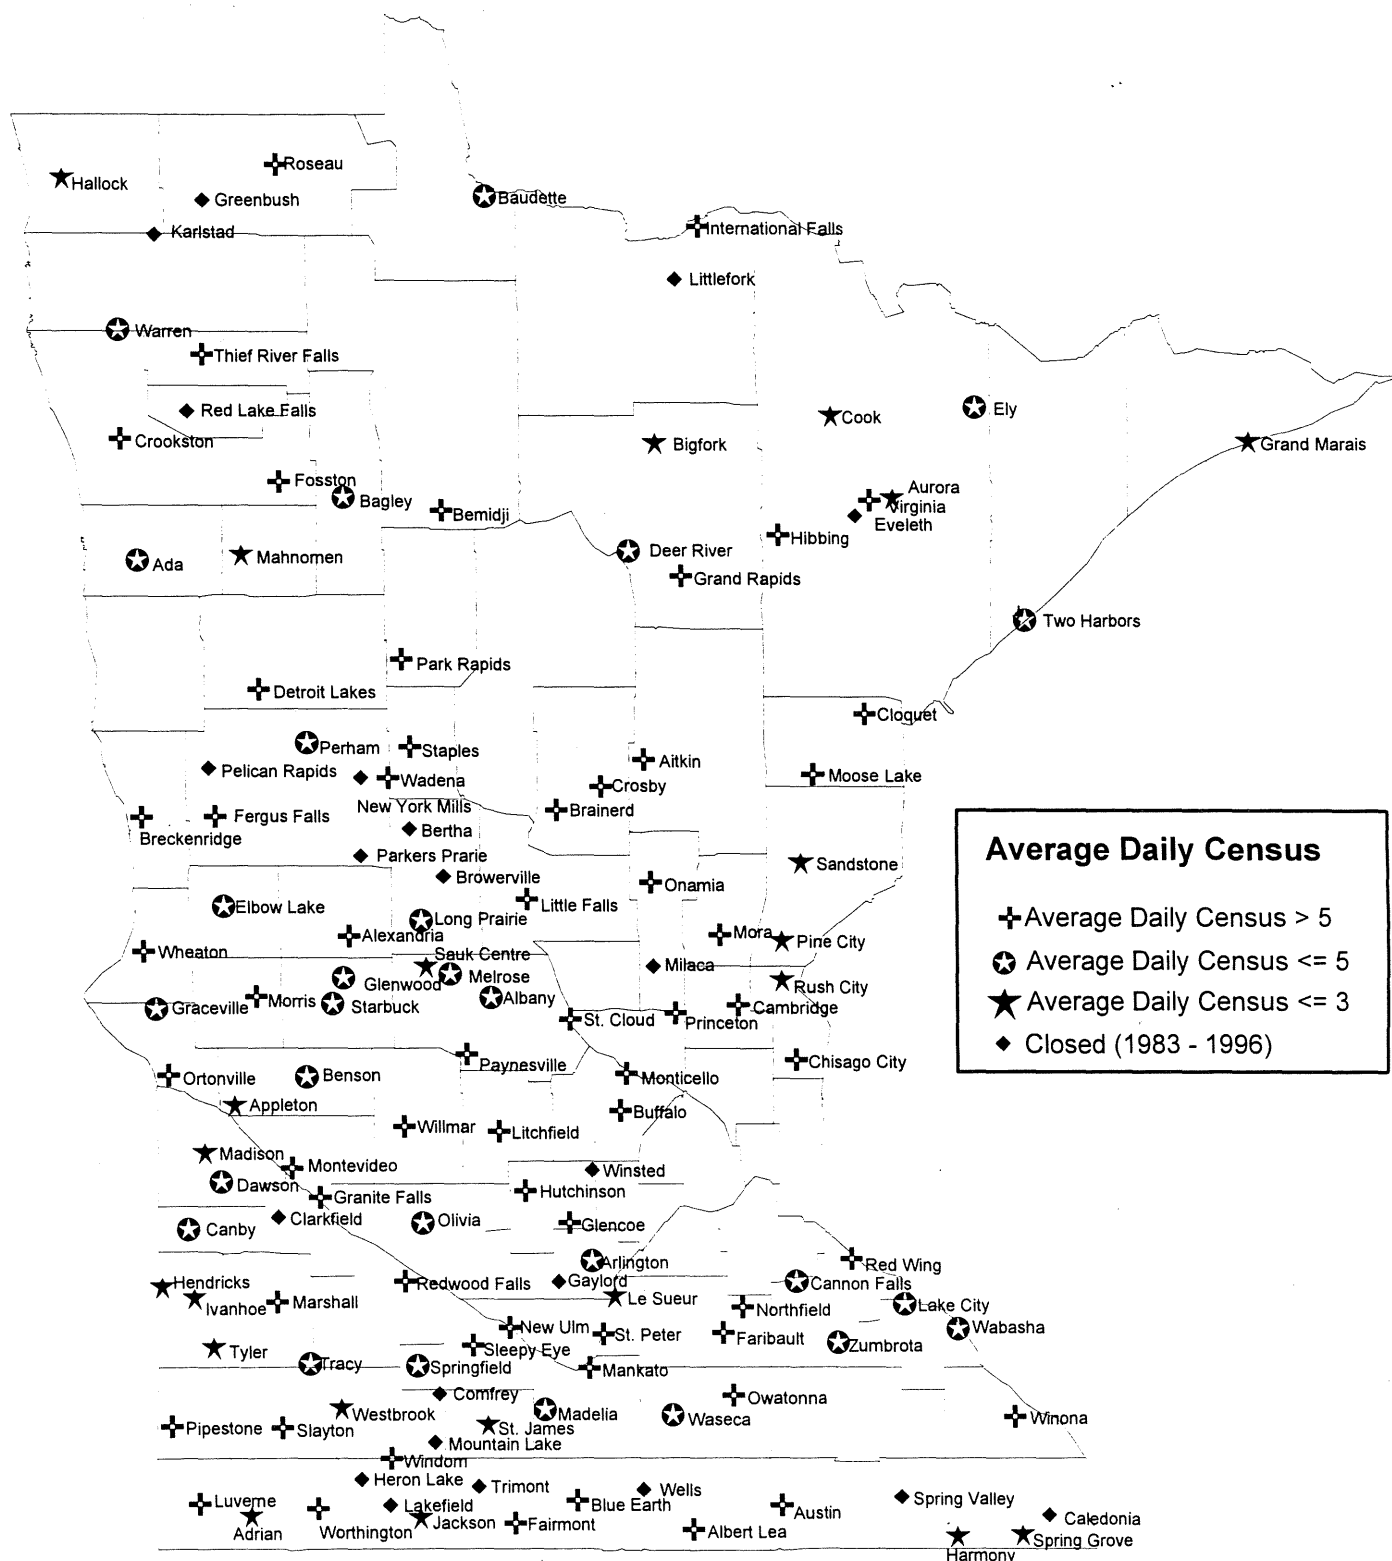 Roseau
Hallock
Greenbush
Baudette
Karlstad
International Falls
Littlefork
Warren
Thief River Falls
Red Lake Falls
Cook
Ely
Crookston
Bigfork
Grand Marais
Fosston
Bagley
Aurora
Virginia
Eveleth
Bemidji
Hibbing
Deer River
Ada
Mahnomen
Grand Rapids
Two Harbors
Park Rapids
Detroit Lakes
Cloquet
Perham
Staples
Aitkin
Pelican Rapids
Wadena
Crosby
Moose Lake
New York Mills
Brainerd
Fergus Falls
Breckenridge
Bertha
Parkers Prarie
Browerville
Sandstone
Onamia
Little Falls
Elbow Lake
Long Prairie
Alexandria
Mora
Pine City
Wheaton
Sauk Centre
Milaca
Glenwood
Melrose
Rush City
Albany
Graceville
Morris
Starbuck
Cambridge
St. Cloud
Princeton
Paynesville
Chisago City
Ortonville
Benson
Monticello
Appleton
Buffalo
Willmar
Litchfield
Madison
Montevideo
Winsted
Dawson
Granite Falls
Hutchinson
Clarkfield
Olivia
Canby
Glencoe
Arlington
Red Wing
Hendricks
Redwood Falls
Gaylord
Cannon Falls
Ivanhoe
Marshall
Le Sueur
Northfield
Lake City
New Ulm
St. Peter
Faribault
Wabasha
Tyler
Sleepy Eye
Zumbrota
Tracy
Springfield
Mankato
Comfrey
Owatonna
Westbrook
Madelia
Waseca
Winona
Pipestone
Slayton
St. James
Mountain Lake
Windom
Heron Lake
Trimont
Wells
Luverne
Lakefield
Blue Earth
Spring Valley
Adrian
Worthington
Jackson
Fairmont
Austin
Caledonia
Albert Lea
Spring Grove
Harmony
Average Daily Census
Average Daily Census > 5
Average Daily Census <= 5
Average Daily Census <= 3
Closed (1983 - 1996)